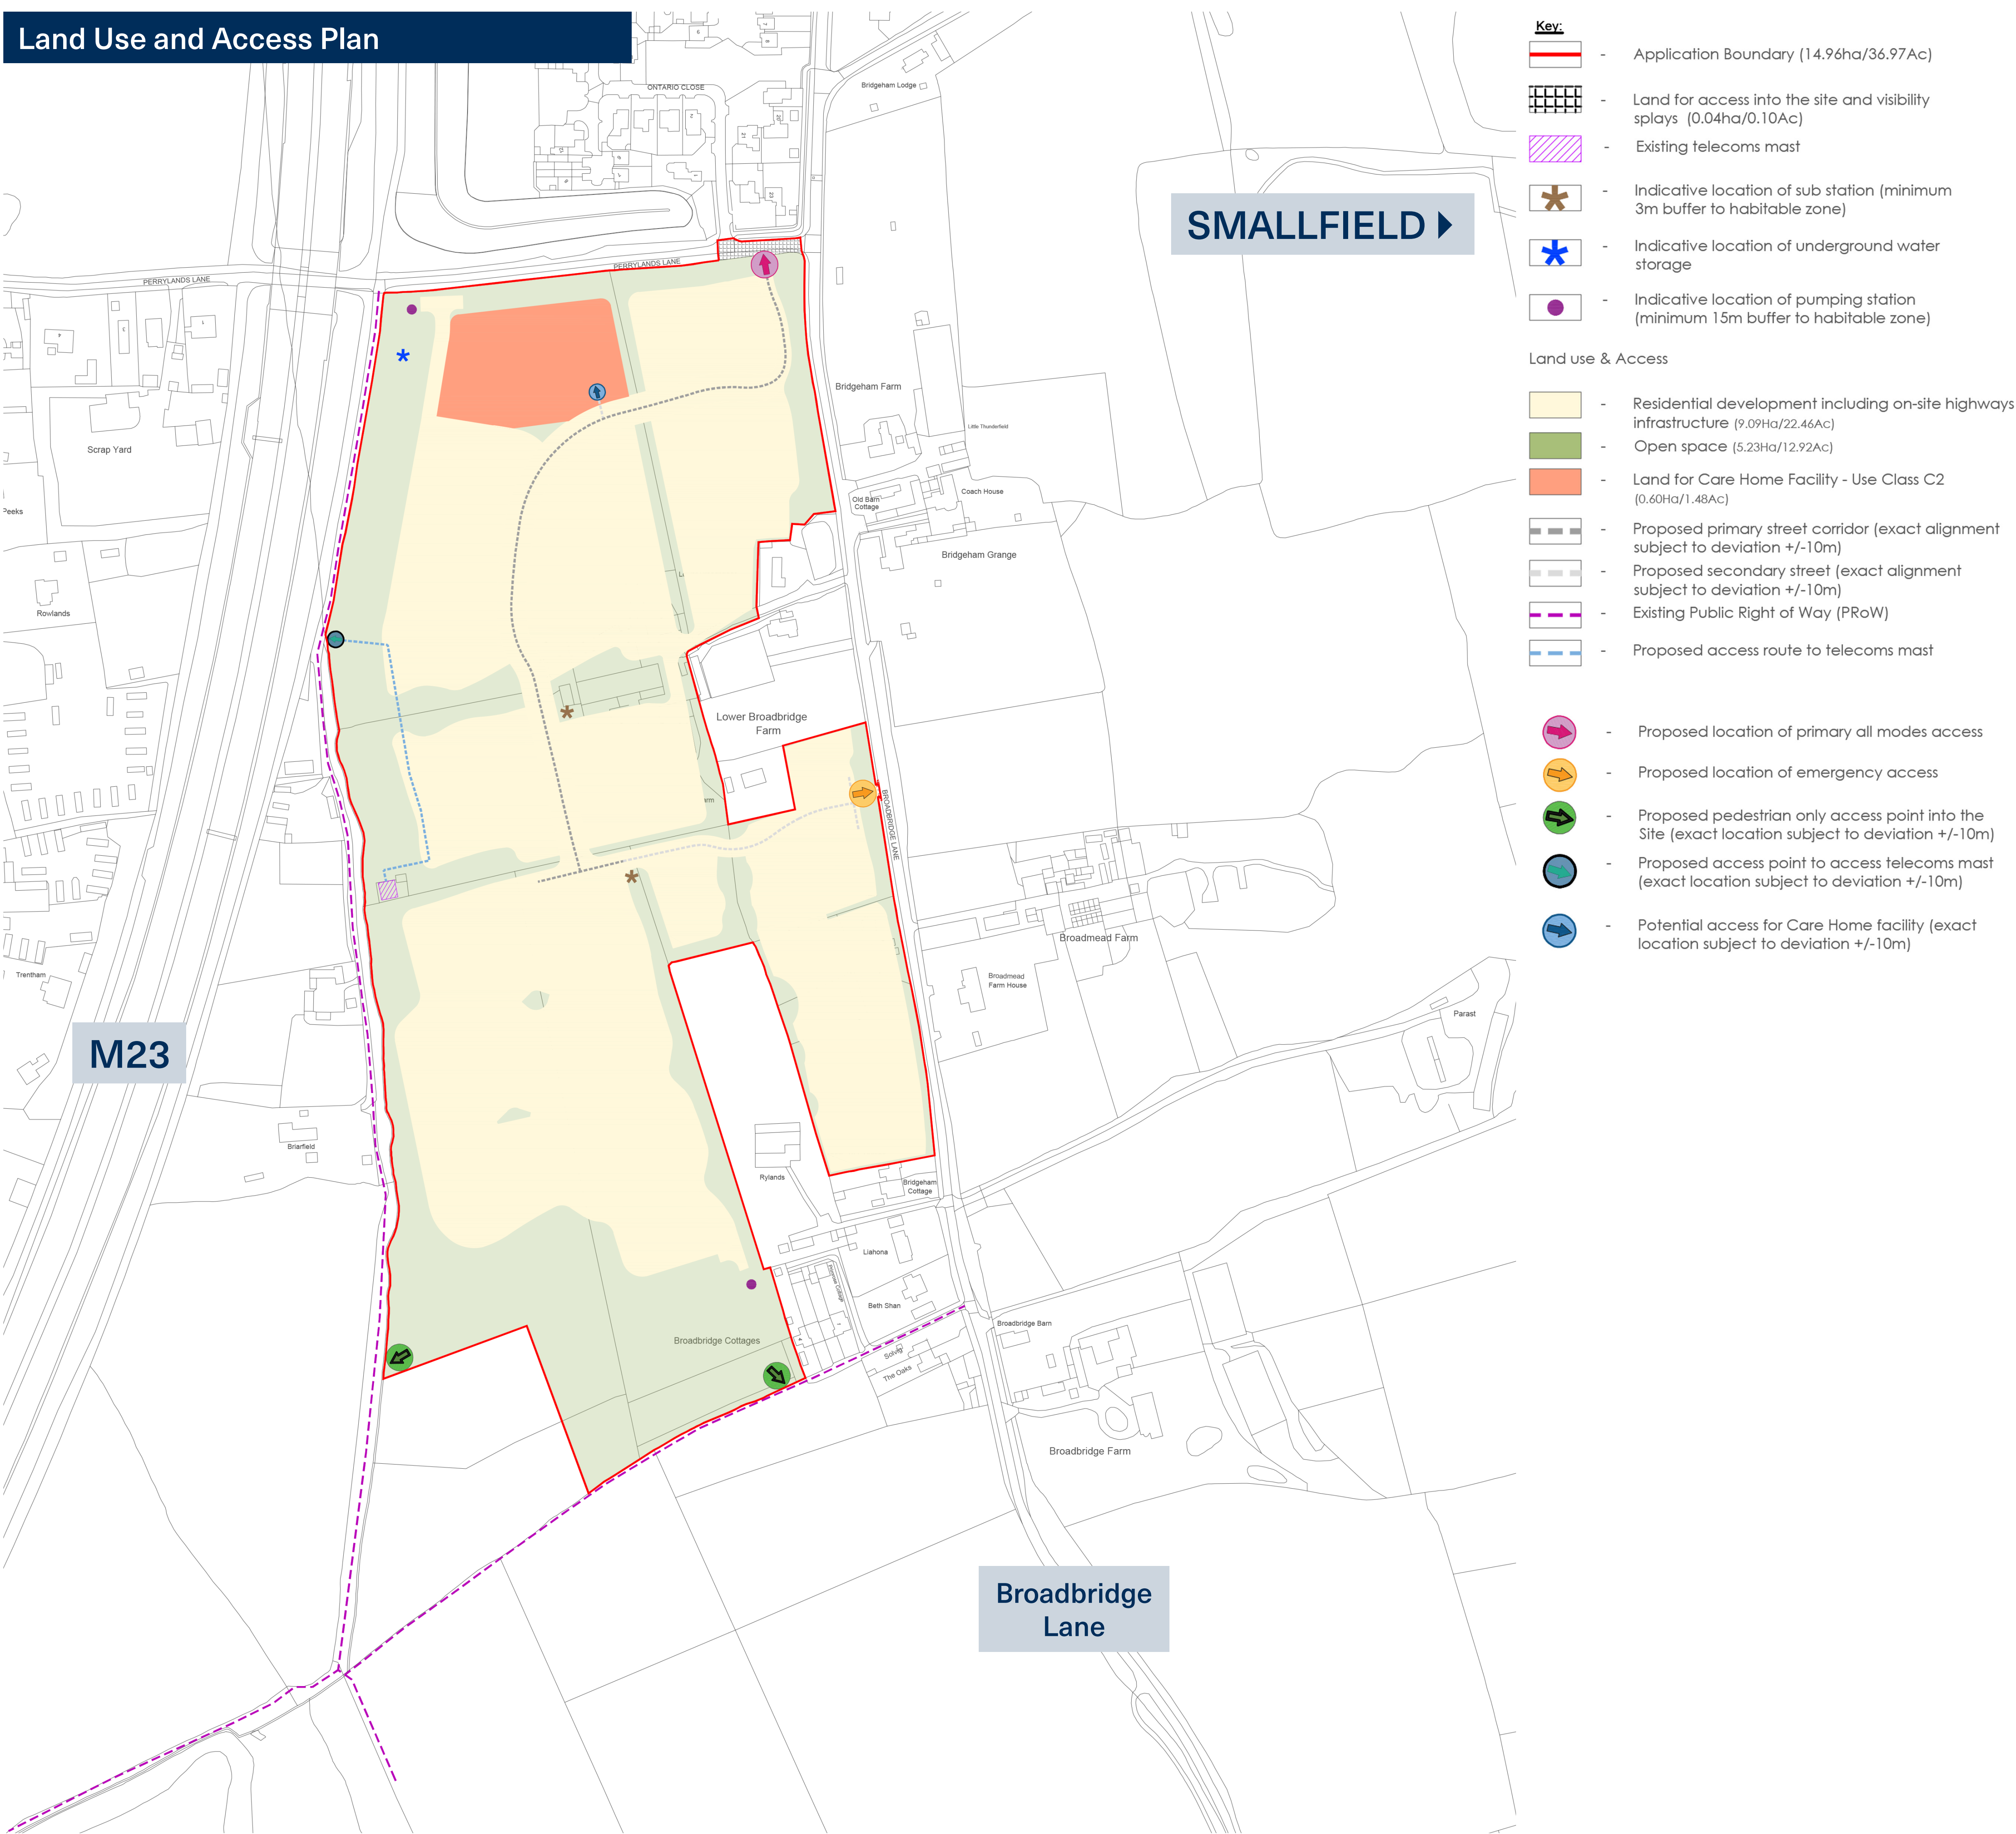 Land Use and Access Plan
ONTARIO CLOSE
Bridgeham Lodge
SMALLFIELD
PERRYLANDS LANE
PERRYLANDS LANE
Scrap Yard
Peeks
Bridgeham Farm
Little Thunderfield
Old Barn
Cottage
Coach House
Bridgeham Grange
Rowlands
Lower Broadbridge
Farm
BROADBRIDGE LANE
Broadmead Farm
Broadmead
Farm House
Trentham
Parast
M23
Briarfield
Rylands
Bridgeham
Cottage
Liahona
Beth Shan
Broadbridge Cottages
Broadbridge Barn
Solvig
The Oaks
Broadbridge Farm
Broadbridge
Lane
Key:
- Application Boundary (14.96ha/36.97Ac)
- Land for access into the site and visibility
splays (0.04ha/0.10Ac)
- Existing telecoms mast
- Indicative location of sub station (minimum
3m buffer to habitable zone)
- Indicative location of underground water
storage
- Indicative location of pumping station
(minimum 15m buffer to habitable zone)
Land use & Access
- Residential development including on-site highways
infrastructure (9.09Ha/22.46Ac)
- Open space (5.23Ha/12.92Ac)
- Land for Care Home Facility - Use Class C2
(0.60Ha/1.48Ac)
- Proposed primary street corridor (exact alignment
subject to deviation +/-10m)
- Proposed secondary street (exact alignment
subject to deviation +/-10m)
- Existing Public Right of Way (PRoW)
- Proposed access route to telecoms mast
- Proposed location of primary all modes access
- Proposed location of emergency access
- Proposed pedestrian only access point into the
Site (exact location subject to deviation +/-10m)
- Proposed access point to access telecoms mast
(exact location subject to deviation +/-10m)
- Potential access for Care Home facility (exact
location subject to deviation +/-10m)